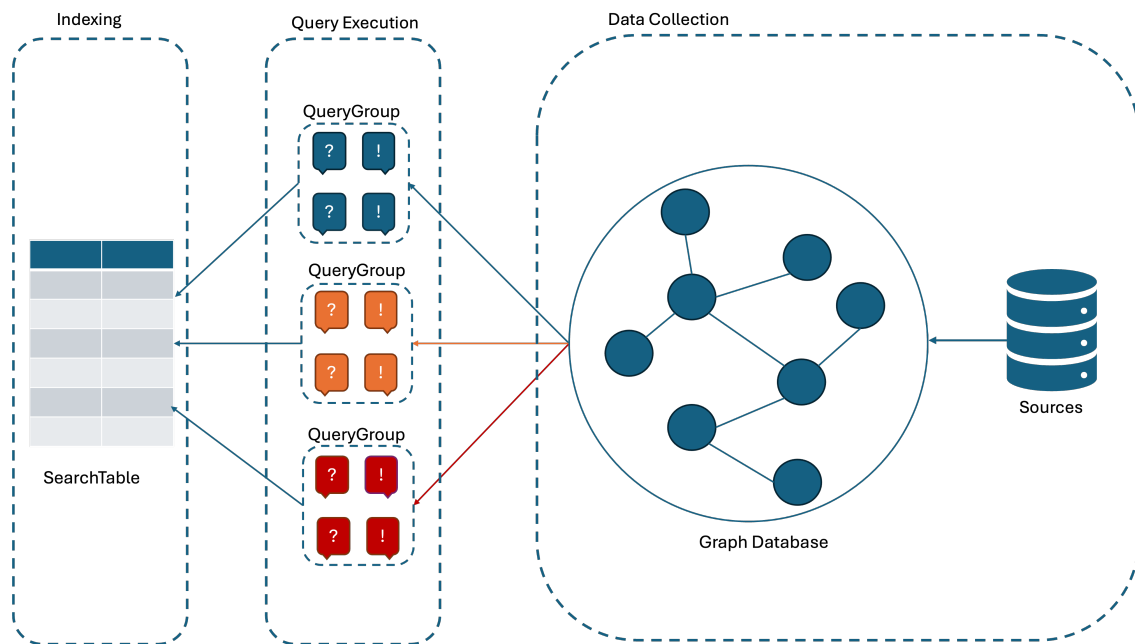 Indexing
Query Execution
Data Collection
QueryGroup
? !
? !
QueryGroup
? !
? !
QueryGroup
? !
? !
SearchTable
Graph Database
Sources